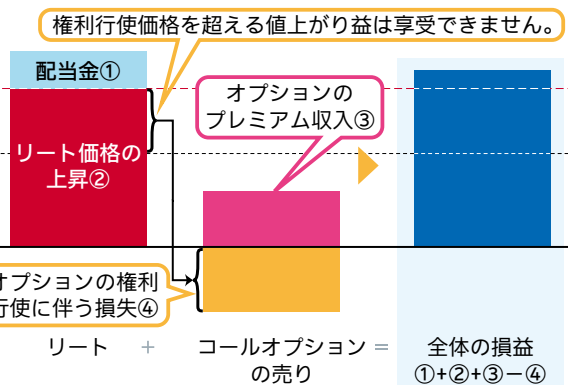 権利行使価格を超える値上がり益は享受できません。
配当金①
オプションの
プレミアム収入③
リート価格の
上昇②
オプションの権利
行使に伴う損失④
リート + コールオプション = 全体の損益
の売り ①+②+③－④